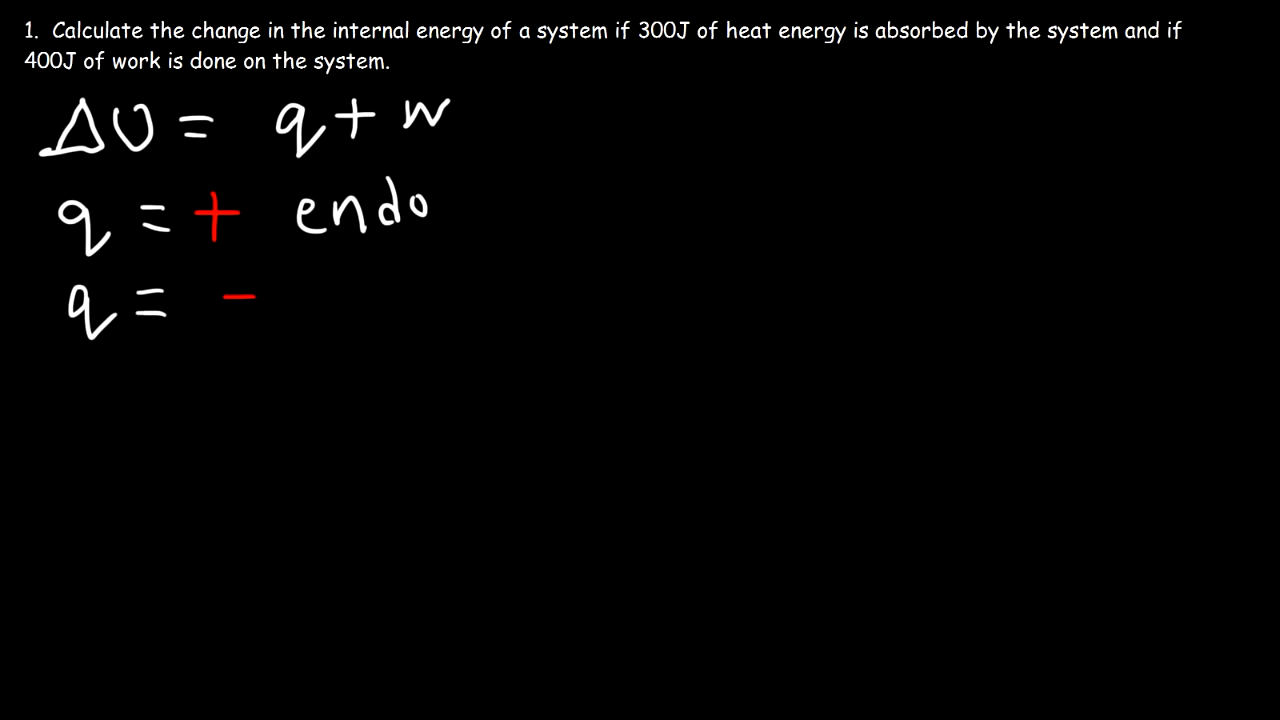 1. Calculate the change in the internal energy of a system if 300J of heat energy is absorbed by the system and if
400J of work is done on the system.
ΔU = q + w
q = + endo
q = -